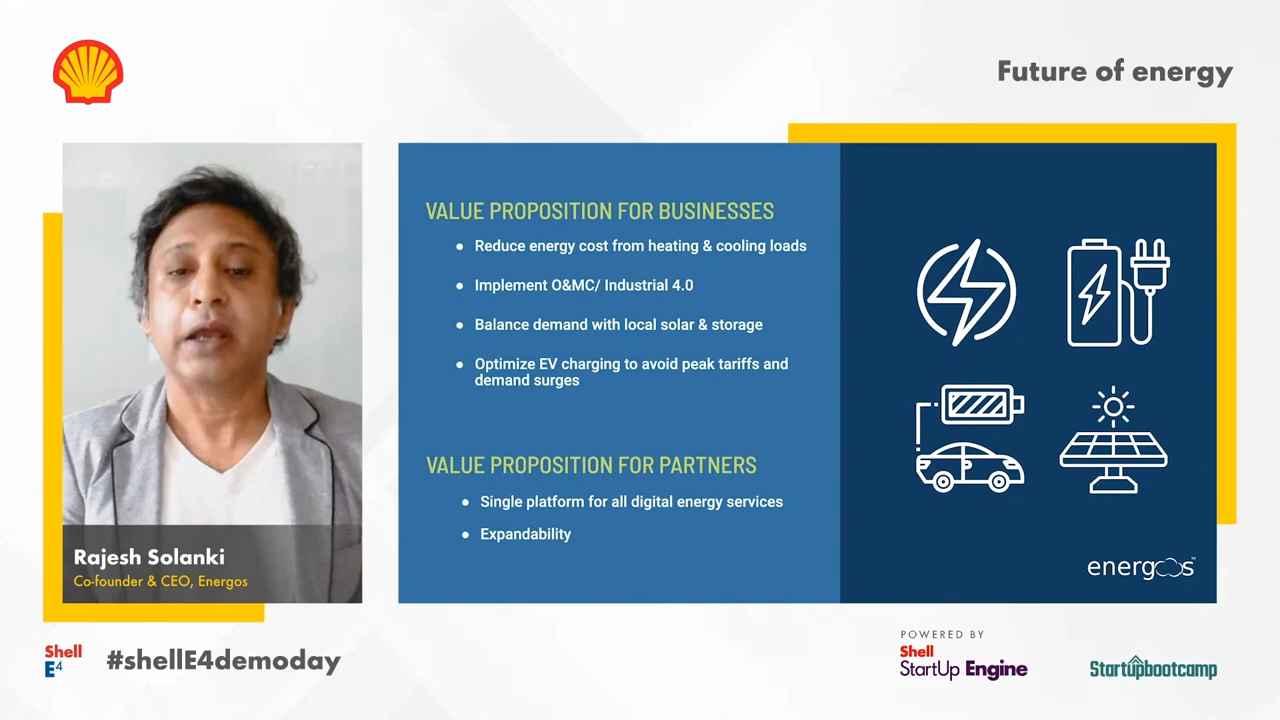 Future of energy
VALUE PROPOSITION FOR BUSINESSES
● Reduce energy cost from heating & cooling loads
● Implement O&MC/ Industrial 4.0
● Balance demand with local solar & storage
● Optimize EV charging to avoid peak tariffs and
demand surges
VALUE PROPOSITION FOR PARTNERS
● Single platform for all digital energy services
● Expandability
energos™
Rajesh Solanki
Co-founder & CEO, Energos
Shell
E4
#shellE4demoday
POWERED BY
Shell
StartUp Engine
Startupbootcamp